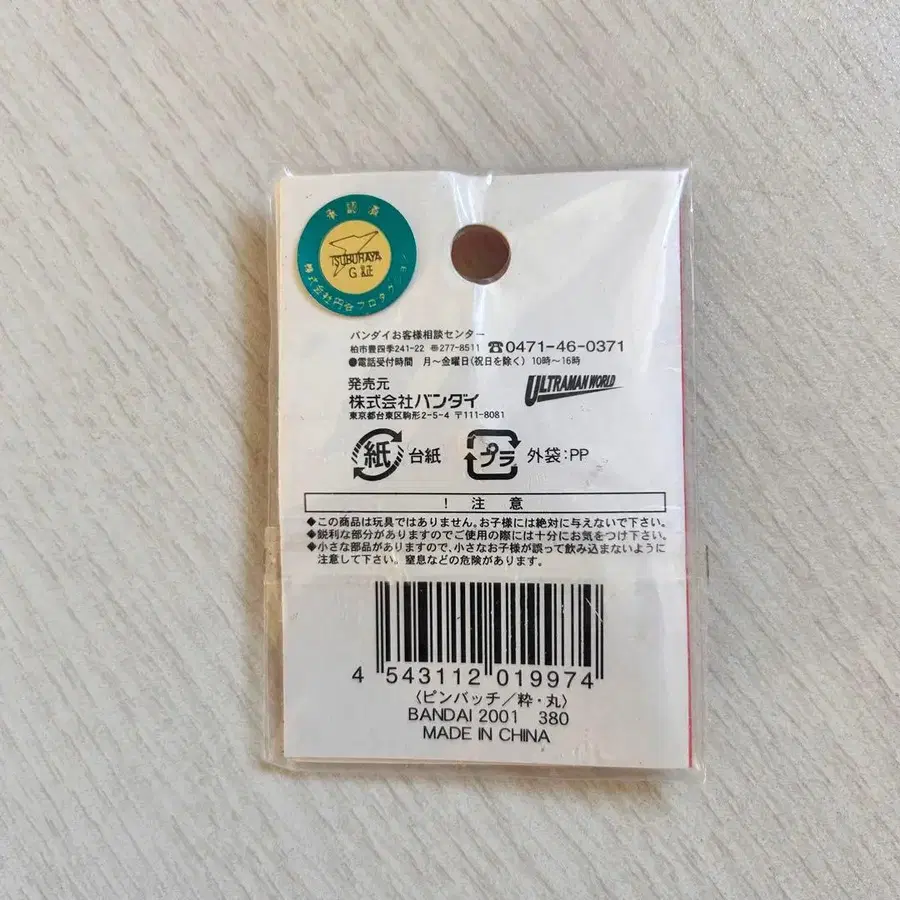 承認済
TSUBURAYA
G 証
株式会社円谷プロダクション
バンダイお客様相談センター
柏市豊四季241-22 〠277-8511 ☎0471-46-0371
●電話受付時間 月〜金曜日(祝日を除く) 10時〜16時
発売元
株式会社バンダイ
東京都台東区駒形2-5-4 〒111-8081
ULTRAMAN WORLD
紙 台紙 プラ 外袋:PP
! 注意
◆この商品は玩具ではありません。お子様には絶対に与えないで下さい。
◆鋭利な部分がありますのでご使用の際には十分にお気をつけ下さい。
◆小さな部品がありますので、小さなお子様が誤って飲み込まないように
注意して下さい。窒息などの危険があります。
4 543112 019974
〈ピンバッチ/粋・丸〉
BANDAI 2001 380
MADE IN CHINA